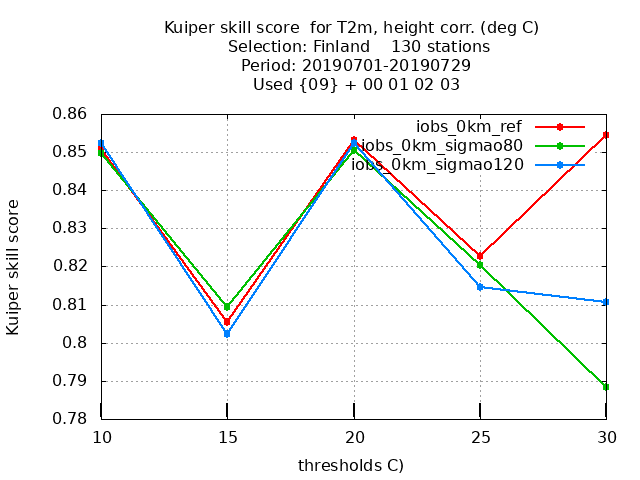 Kuiper skill score  for T2m, height corr. (deg C)
Selection: Finland    130 stations
Period: 20190701-20190729
Used {09} + 00 01 02 03
Kuiper skill score
0.86
0.85
0.84
0.83
0.82
0.81
0.8
0.79
0.78
iobs_0km_ref
iobs_0km_sigmao80
iobs_0km_sigmao120
10
15
20
25
30
thresholds C)